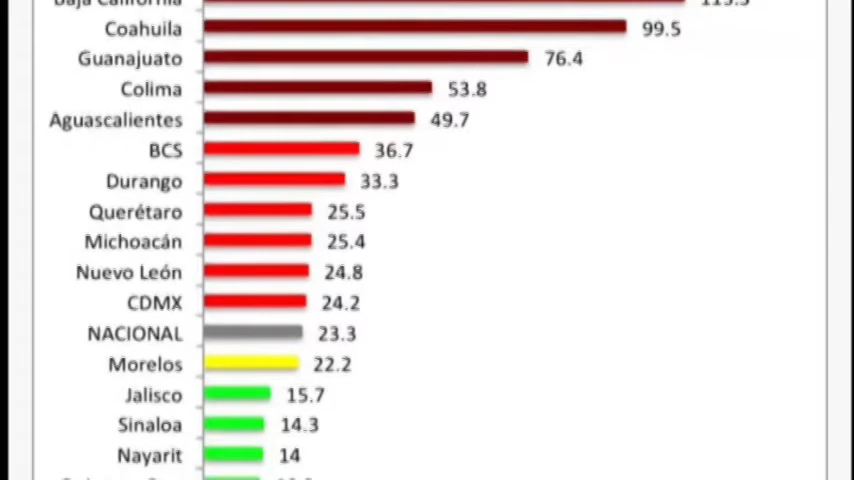 Baja California
Coahuila 99.5
Guanajuato 76.4
Colima 53.8
Aguascalientes 49.7
BCS 36.7
Durango 33.3
Querétaro 25.5
Michoacán 25.4
Nuevo León 24.8
CDMX 24.2
NACIONAL 23.3
Morelos 22.2
Jalisco 15.7
Sinaloa 14.3
Nayarit 14